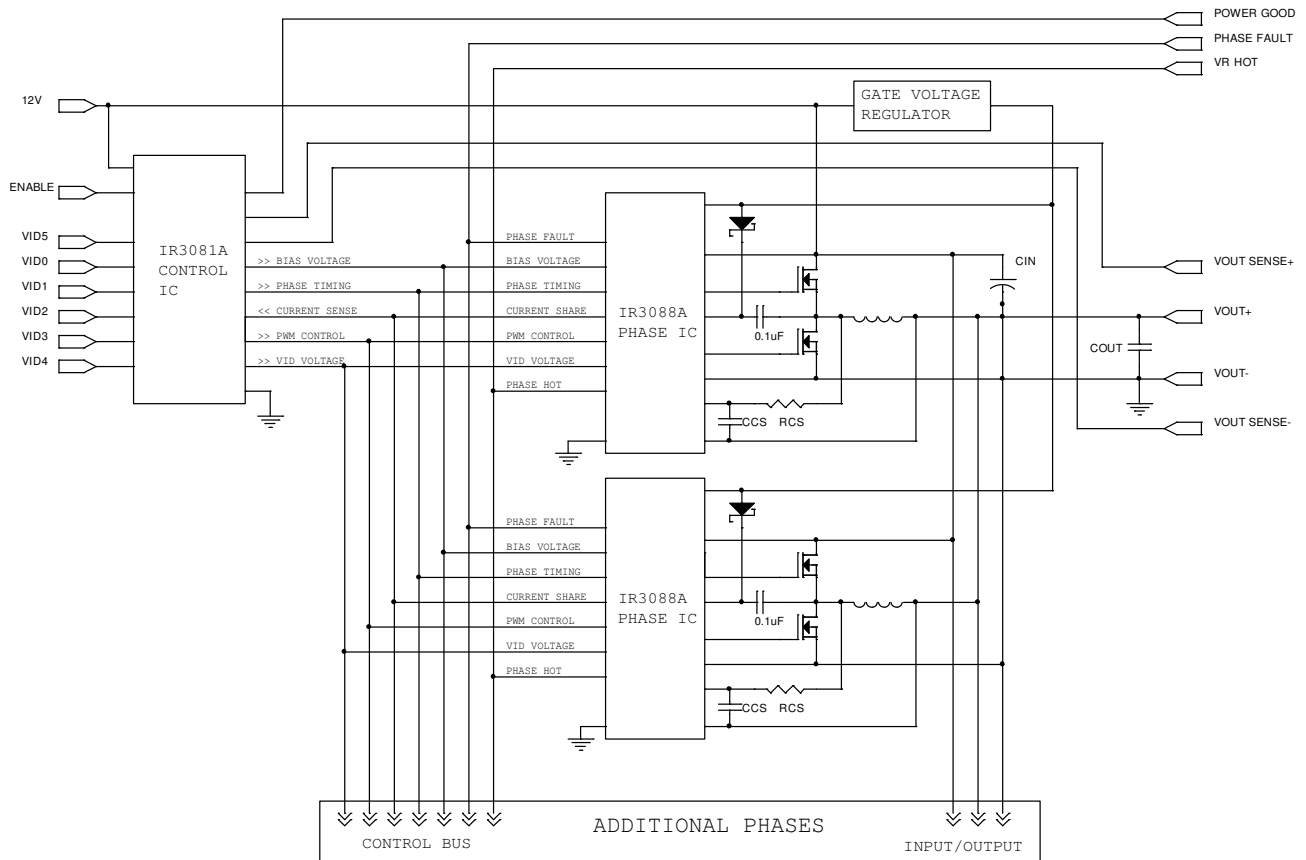 POWER GOOD
PHASE FAULT
VR HOT
12V
GATE VOLTAGE
REGULATOR
ENABLE
VID5
VID0
VID1
VID2
VID3
VID4
IR3081A
CONTROL
IC
>> BIAS VOLTAGE
>> PHASE TIMING
<< CURRENT SENSE
>> PWM CONTROL
>> VID VOLTAGE
PHASE FAULT
BIAS VOLTAGE
PHASE TIMING
CURRENT SHARE
PWM CONTROL
VID VOLTAGE
PHASE HOT
IR3088A
PHASE IC
0.1uF
CCS
RCS
CIN
COUT
VOUT SENSE+
VOUT+
VOUT-
VOUT SENSE-
PHASE FAULT
BIAS VOLTAGE
PHASE TIMING
CURRENT SHARE
PWM CONTROL
VID VOLTAGE
PHASE HOT
IR3088A
PHASE IC
0.1uF
CCS
RCS
ADDITIONAL PHASES
CONTROL BUS
INPUT/OUTPUT